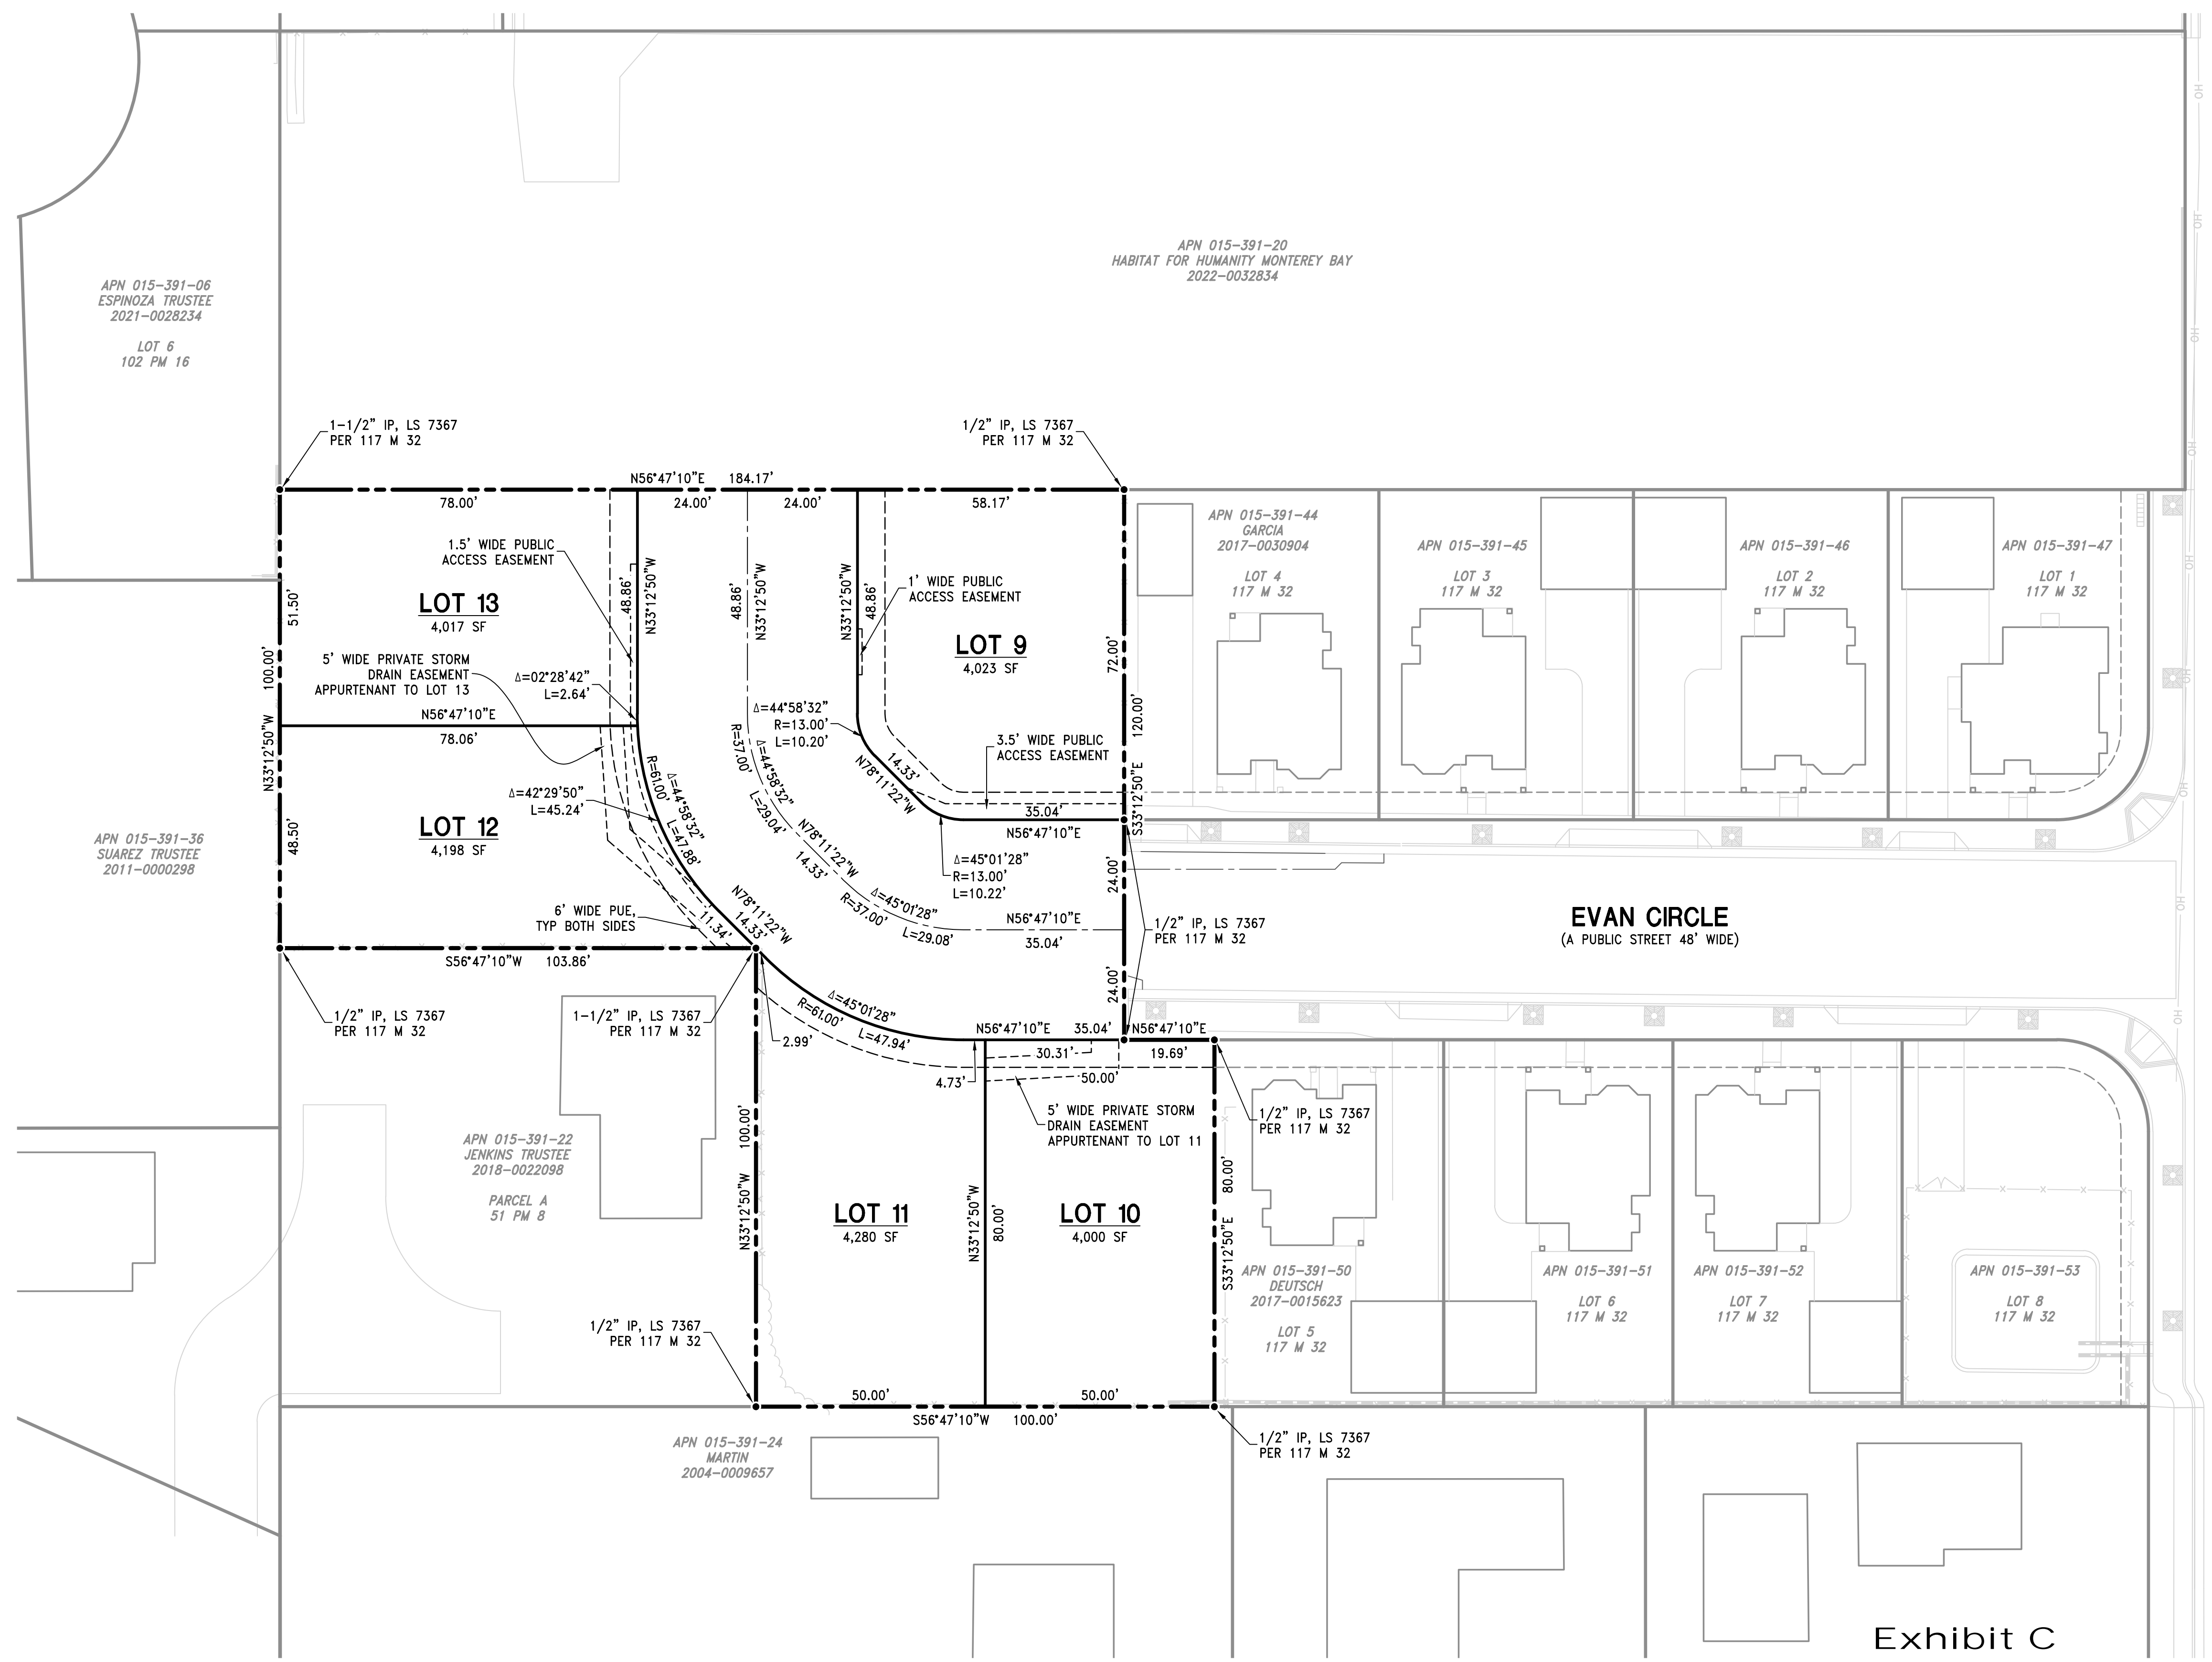 APN 015-391-20
HABITAT FOR HUMANITY MONTEREY BAY
2022-0032834
APN 015-391-06
ESPINOZA TRUSTEE
2021-0028234
LOT 6
102 PM 16
1-1/2" IP, LS 7367
PER 117 M 32
1/2" IP, LS 7367
PER 117 M 32
N56°47'10"E 184.17'
78.00'
24.00'
24.00'
58.17'
1.5' WIDE PUBLIC
ACCESS EASEMENT
48.86'
N33°12'50"W
48.86'
N33°12'50"W
N33°12'50"W
48.86'
1' WIDE PUBLIC
ACCESS EASEMENT
51.50'
100.00'
N33°12'50"W
48.50'
LOT 13
4,017 SF
LOT 9
4,023 SF
72.00'
120.00'
S33°12'50"E
24.00'
24.00'
5' WIDE PRIVATE STORM
DRAIN EASEMENT
APPURTENANT TO LOT 13
Δ=02°28'42"
L=2.64'
N56°47'10"E
78.06'
Δ=44°58'32"
R=13.00'
L=10.20'
R=37.00'
Δ=44°58'32"
L=29.04'
14.33'
N78°11'22"W
3.5' WIDE PUBLIC
ACCESS EASEMENT
35.04'
N56°47'10"E
R=61.00'
Δ=44°58'32"
L=47.88'
Δ=42°29'50"
L=45.24'
N78°11'22"W
14.33'
LOT 12
4,198 SF
Δ=45°01'28"
R=13.00'
L=10.22'
Δ=45°01'28"
R=37.00'
L=29.08'
N56°47'10"E
35.04'
6' WIDE PUE,
TYP BOTH SIDES
11.34'
N78°11'22"W
14.33'
1/2" IP, LS 7367
PER 117 M 32
S56°47'10"W 103.86'
1/2" IP, LS 7367
PER 117 M 32
1-1/2" IP, LS 7367
PER 117 M 32
2.99'
Δ=45°01'28"
R=61.00'
L=47.94'
N56°47'10"E 35.04'
N56°47'10"E
19.69'
30.31'
4.73'
50.00'
5' WIDE PRIVATE STORM
DRAIN EASEMENT
APPURTENANT TO LOT 11
1/2" IP, LS 7367
PER 117 M 32
100.00'
N33°12'50"W
N33°12'50"W
80.00'
80.00'
S33°12'50"E
LOT 11
4,280 SF
LOT 10
4,000 SF
1/2" IP, LS 7367
PER 117 M 32
50.00'
50.00'
S56°47'10"W 100.00'
1/2" IP, LS 7367
PER 117 M 32
APN 015-391-44
GARCIA
2017-0030904
LOT 4
117 M 32
APN 015-391-45
LOT 3
117 M 32
APN 015-391-46
LOT 2
117 M 32
APN 015-391-47
LOT 1
117 M 32
EVAN CIRCLE
(A PUBLIC STREET 48' WIDE)
APN 015-391-36
SUAREZ TRUSTEE
2011-0000298
APN 015-391-22
JENKINS TRUSTEE
2018-0022098
PARCEL A
51 PM 8
APN 015-391-50
DEUTSCH
2017-0015623
LOT 5
117 M 32
APN 015-391-51
LOT 6
117 M 32
APN 015-391-52
LOT 7
117 M 32
APN 015-391-53
LOT 8
117 M 32
APN 015-391-24
MARTIN
2004-0009657
OH
OH
OH
OH
OH
OH
OH
OH
OH
Exhibit C